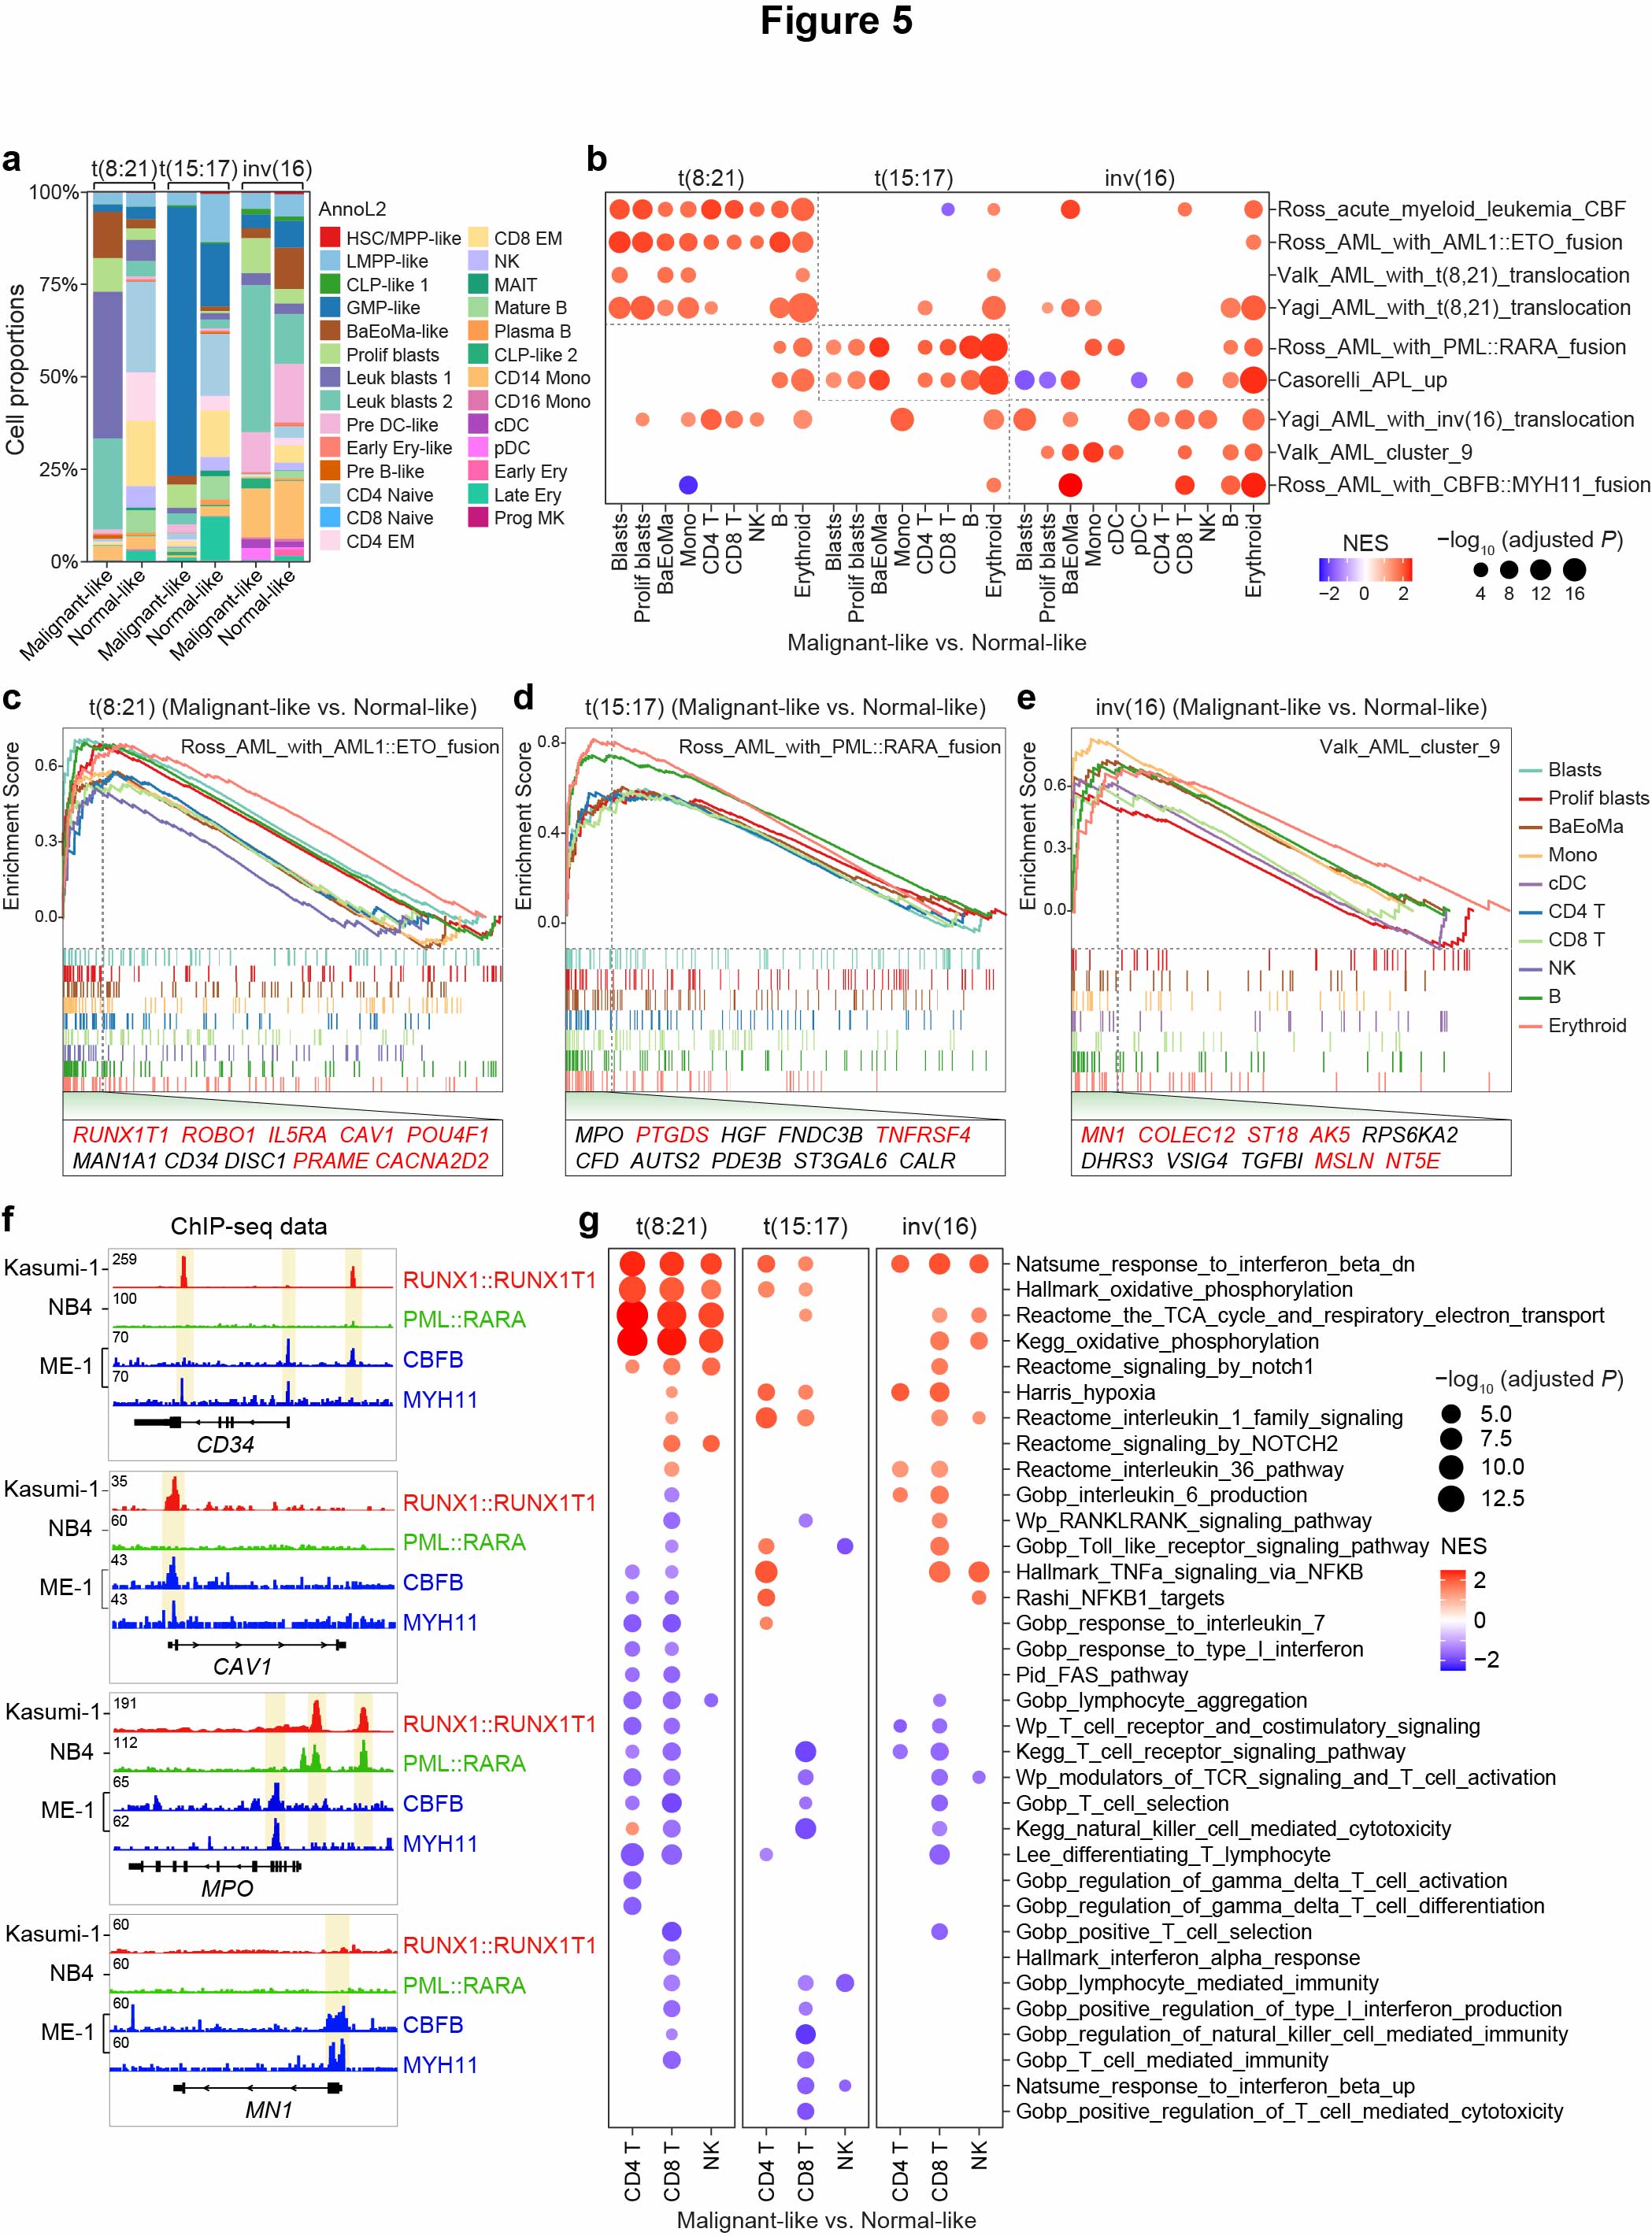 Figure 5
a
t(8:21) t(15:17) inv(16)
Cell proportions
100%
75%
50%
25%
0%
Malignant-like
Normal-like
Malignant-like
Normal-like
Malignant-like
Normal-like
AnnoL2
HSC/MPP-like
LMPP-like
CLP-like 1
GMP-like
BaEoMa-like
Prolif blasts
Leuk blasts 1
Leuk blasts 2
Pre DC-like
Early Ery-like
Pre B-like
CD4 Naive
CD8 Naive
CD4 EM
CD8 EM
NK
MAIT
Mature B
Plasma B
CLP-like 2
CD14 Mono
CD16 Mono
cDC
pDC
Early Ery
Late Ery
Prog MK
b
t(8:21) t(15:17) inv(16)
Ross_acute_myeloid_leukemia_CBF
Ross_AML_with_AML1::ETO_fusion
Valk_AML_with_t(8,21)_translocation
Yagi_AML_with_t(8,21)_translocation
Ross_AML_with_PML::RARA_fusion
Casorelli_APL_up
Yagi_AML_with_inv(16)_translocation
Valk_AML_cluster_9
Ross_AML_with_CBFB::MYH11_fusion
Blasts
Prolif blasts
BaEoMa
Mono
CD4 T
CD8 T
NK
B
Erythroid
Blasts
Prolif blasts
BaEoMa
Mono
CD4 T
CD8 T
B
Erythroid
Blasts
Prolif blasts
BaEoMa
Mono
cDC
pDC
CD4 T
CD8 T
NK
B
Erythroid
Malignant-like vs. Normal-like
NES
−2 0 2
−log10 (adjusted P)
4 8 12 16
c
t(8:21) (Malignant-like vs. Normal-like)
Ross_AML_with_AML1::ETO_fusion
Enrichment Score
0.6
0.3
0.0
RUNX1T1 ROBO1 IL5RA CAV1 POU4F1
MAN1A1 CD34 DISC1 PRAME CACNA2D2
d
t(15:17) (Malignant-like vs. Normal-like)
Ross_AML_with_PML::RARA_fusion
Enrichment Score
0.8
0.4
0.0
MPO PTGDS HGF FNDC3B TNFRSF4
CFD AUTS2 PDE3B ST3GAL6 CALR
e
inv(16) (Malignant-like vs. Normal-like)
Valk_AML_cluster_9
Enrichment Score
0.6
0.3
0.0
MN1 COLEC12 ST18 AK5 RPS6KA2
DHRS3 VSIG4 TGFBI MSLN NT5E
Blasts
Prolif blasts
BaEoMa
Mono
cDC
CD4 T
CD8 T
NK
B
Erythroid
f
ChIP-seq data
Kasumi-1 259 RUNX1::RUNX1T1
NB4 100 PML::RARA
ME-1 70 CBFB
70 MYH11
CD34
Kasumi-1 35 RUNX1::RUNX1T1
NB4 60 PML::RARA
ME-1 43 CBFB
43 MYH11
CAV1
Kasumi-1 191 RUNX1::RUNX1T1
NB4 112 PML::RARA
ME-1 65 CBFB
62 MYH11
MPO
Kasumi-1 60 RUNX1::RUNX1T1
NB4 60 PML::RARA
ME-1 60 CBFB
60 MYH11
MN1
g
t(8:21) t(15:17) inv(16)
Natsume_response_to_interferon_beta_dn
Hallmark_oxidative_phosphorylation
Reactome_the_TCA_cycle_and_respiratory_electron_transport
Kegg_oxidative_phosphorylation
Reactome_signaling_by_notch1
Harris_hypoxia
Reactome_interleukin_1_family_signaling
Reactome_signaling_by_NOTCH2
Reactome_interleukin_36_pathway
Gobp_interleukin_6_production
Wp_RANKLRANK_signaling_pathway
Gobp_Toll_like_receptor_signaling_pathway
Hallmark_TNFa_signaling_via_NFKB
Rashi_NFKB1_targets
Gobp_response_to_interleukin_7
Gobp_response_to_type_I_interferon
Pid_FAS_pathway
Gobp_lymphocyte_aggregation
Wp_T_cell_receptor_and_costimulatory_signaling
Kegg_T_cell_receptor_signaling_pathway
Wp_modulators_of_TCR_signaling_and_T_cell_activation
Gobp_T_cell_selection
Kegg_natural_killer_cell_mediated_cytotoxicity
Lee_differentiating_T_lymphocyte
Gobp_regulation_of_gamma_delta_T_cell_activation
Gobp_regulation_of_gamma_delta_T_cell_differentiation
Gobp_positive_T_cell_selection
Hallmark_interferon_alpha_response
Gobp_lymphocyte_mediated_immunity
Gobp_positive_regulation_of_type_I_interferon_production
Gobp_regulation_of_natural_killer_cell_mediated_immunity
Gobp_T_cell_mediated_immunity
Natsume_response_to_interferon_beta_up
Gobp_positive_regulation_of_T_cell_mediated_cytotoxicity
CD4 T
CD8 T
NK
CD4 T
CD8 T
NK
CD4 T
CD8 T
NK
Malignant-like vs. Normal-like
−log10 (adjusted P)
5.0
7.5
10.0
12.5
NES
2
0
−2